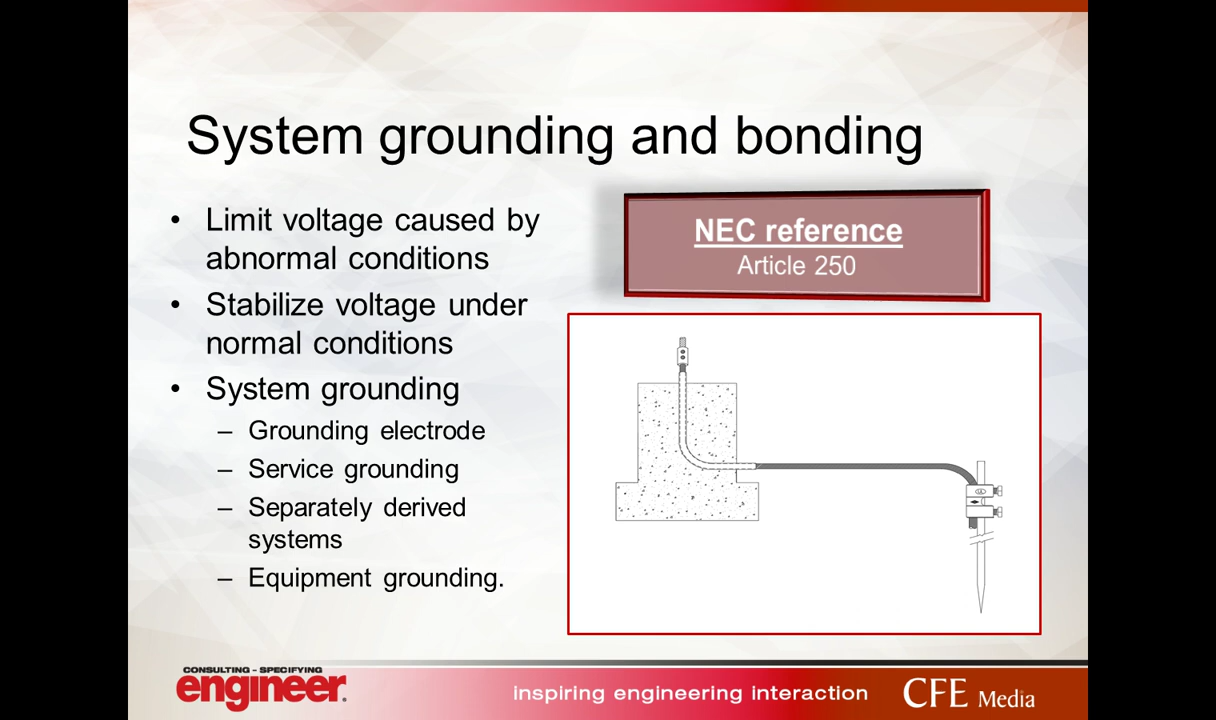 System grounding and bonding
• Limit voltage caused by
abnormal conditions
• Stabilize voltage under
normal conditions
• System grounding
– Grounding electrode
– Service grounding
– Separately derived
systems
– Equipment grounding.
NEC reference
Article 250
CONSULTING - SPECIFYING
engineer.
inspiring engineering interaction
CFE Media